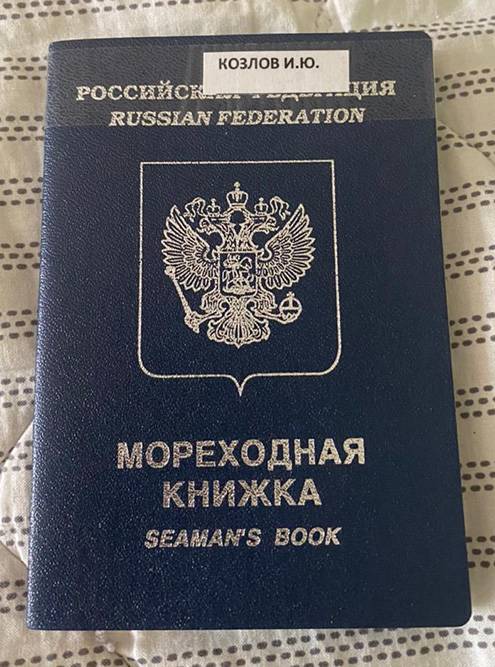 КОЗЛОВ И.Ю.
РОССИЙСКАЯ ФЕДЕРАЦИЯ
RUSSIAN FEDERATION
МОРЕХОДНАЯ
КНИЖКА
SEAMAN'S BOOK